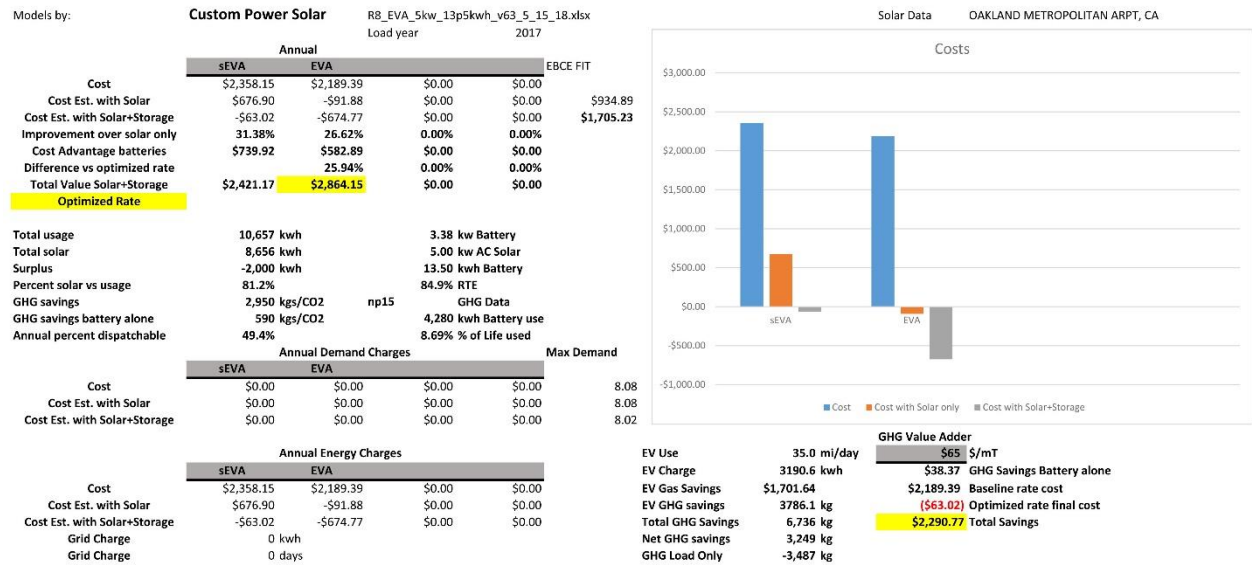 Models by: Custom Power Solar R8_EVA_5kw_13p5kwh_v63_5_15_18.xlsx Solar Data OAKLAND METROPOLITAN ARPT, CA
Load year 2017
Annual
sEVA EVA EBCE FIT
Cost $2,358.15 $2,189.39 $0.00 $0.00
Cost Est. with Solar $676.90 -$91.88 $0.00 $0.00 $934.89
Cost Est. with Solar+Storage -$63.02 -$674.77 $0.00 $0.00 $1,705.23
Improvement over solar only 31.38% 26.62% 0.00% 0.00%
Cost Advantage batteries $739.92 $582.89 $0.00 $0.00
Difference vs optimized rate 25.94% 0.00% 0.00%
Total Value Solar+Storage $2,421.17 $2,864.15 $0.00 $0.00
Optimized Rate
Total usage 10,657 kwh 3.38 kw Battery
Total solar 8,656 kwh 5.00 kw AC Solar
Surplus -2,000 kwh 13.50 kwh Battery
Percent solar vs usage 81.2% 84.9% RTE
GHG savings 2,950 kgs/CO2 np15 GHG Data
GHG savings battery alone 590 kgs/CO2 4,280 kwh Battery use
Annual percent dispatchable 49.4% 8.69% % of Life used
Annual Demand Charges Max Demand
sEVA EVA
Cost $0.00 $0.00 $0.00 $0.00 8.08
Cost Est. with Solar $0.00 $0.00 $0.00 $0.00 8.08
Cost Est. with Solar+Storage $0.00 $0.00 $0.00 $0.00 8.02
Annual Energy Charges
sEVA EVA
Cost $2,358.15 $2,189.39 $0.00 $0.00
Cost Est. with Solar $676.90 -$91.88 $0.00 $0.00
Cost Est. with Solar+Storage -$63.02 -$674.77 $0.00 $0.00
Grid Charge 0 kwh
Grid Charge 0 days
Costs
$3,000.00
$2,500.00
$2,000.00
$1,500.00
$1,000.00
$500.00
$0.00
sEVA EVA
-$500.00
-$1,000.00
Cost Cost with Solar only Cost with Solar+Storage
GHG Value Adder
EV Use 35.0 mi/day $65 $/mT
EV Charge 3190.6 kwh $38.37 GHG Savings Battery alone
EV Gas Savings $1,701.64 $2,189.39 Baseline rate cost
EV GHG savings 3786.1 kg ($63.02) Optimized rate final cost
Total GHG Savings 6,736 kg $2,290.77 Total Savings
Net GHG savings 3,249 kg
GHG Load Only -3,487 kg